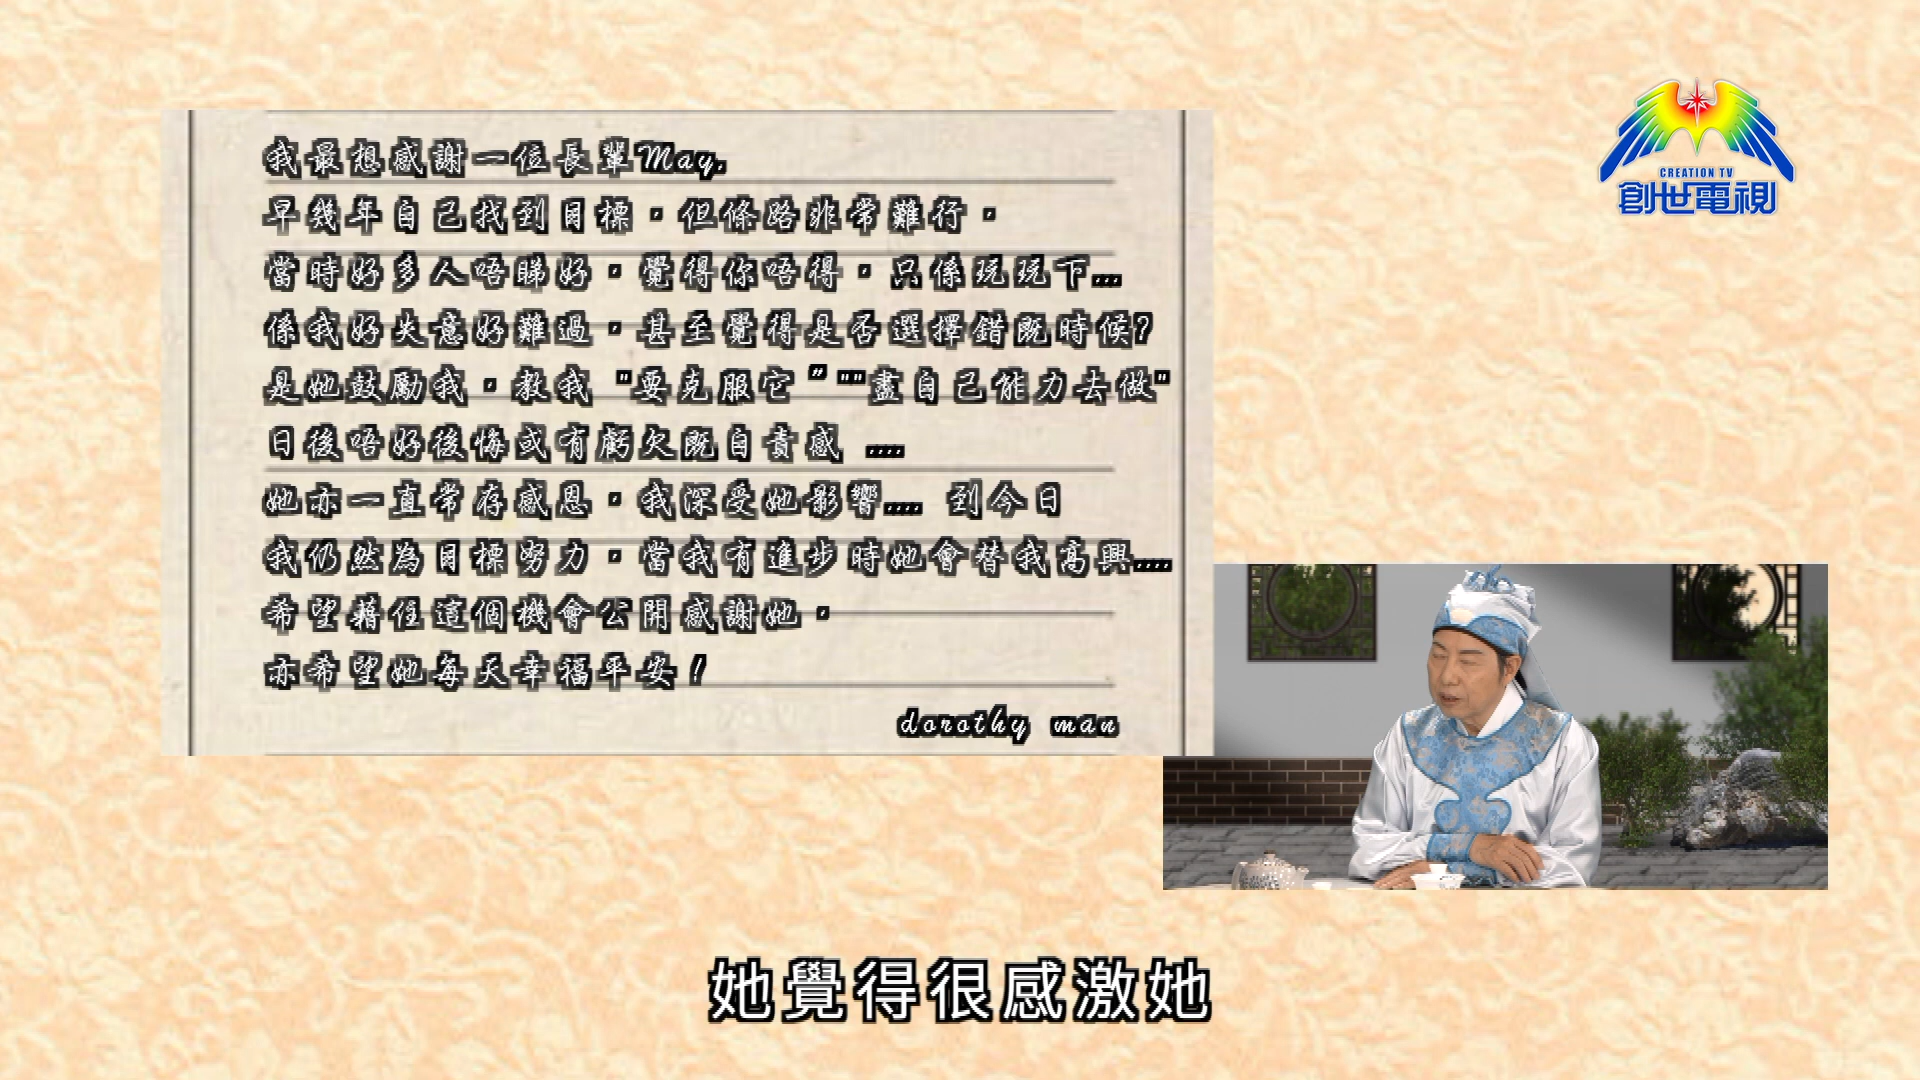 我最想感謝一位長輩May,
早幾年自己找到目標，但條路非常難行，
當時好多人唔睇好，覺得你唔得，只係玩玩下...
係我好失意好難過，甚至覺得是否選擇錯既時候?
是她鼓勵我，教我 "要克服它＂""盡自己能力去做"
日後唔好後悔或有虧欠既自責感 ....
她亦一直常存感恩，我深受她影響.... 到今日
我仍然為目標努力，當我有進步時她會替我高興....
希望藉住這個機會公開感謝她，
亦希望她每天幸福平安！
dorothy man
CREATION TV
創世電視
她覺得很感激她